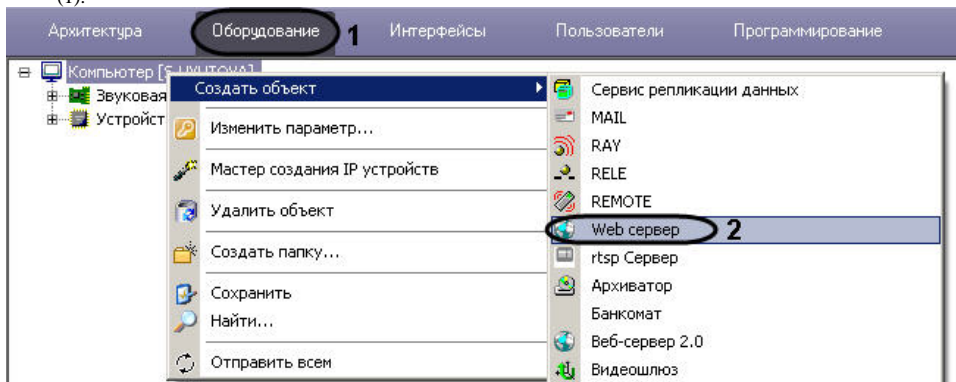 (1).
Архитектура Оборудование 1 Интерфейсы Пользователи Программирование
Компьютер
Звуковая
Устройст
Создать объект
Изменить параметр...
Мастер создания IP устройств
Удалить объект
Создать папку...
Сохранить
Найти...
Отправить всем
Сервис репликации данных
MAIL
RAY
RELE
REMOTE
Web сервер 2
rtsp Сервер
Архиватор
Банкомат
Веб-сервер 2.0
Видеошлюз